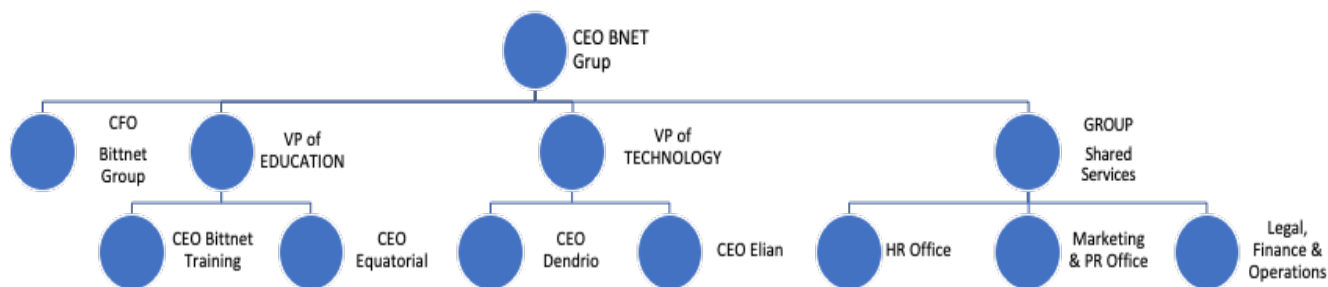 CEO BNET
Grup
CFO
Bittnet
Group
VP of
EDUCATION
VP of
TECHNOLOGY
GROUP
Shared
Services
CEO Bittnet
Training
CEO
Equatorial
CEO
Dendrio
CEO Elian
HR Office
Marketing
& PR Office
Legal,
Finance &
Operations